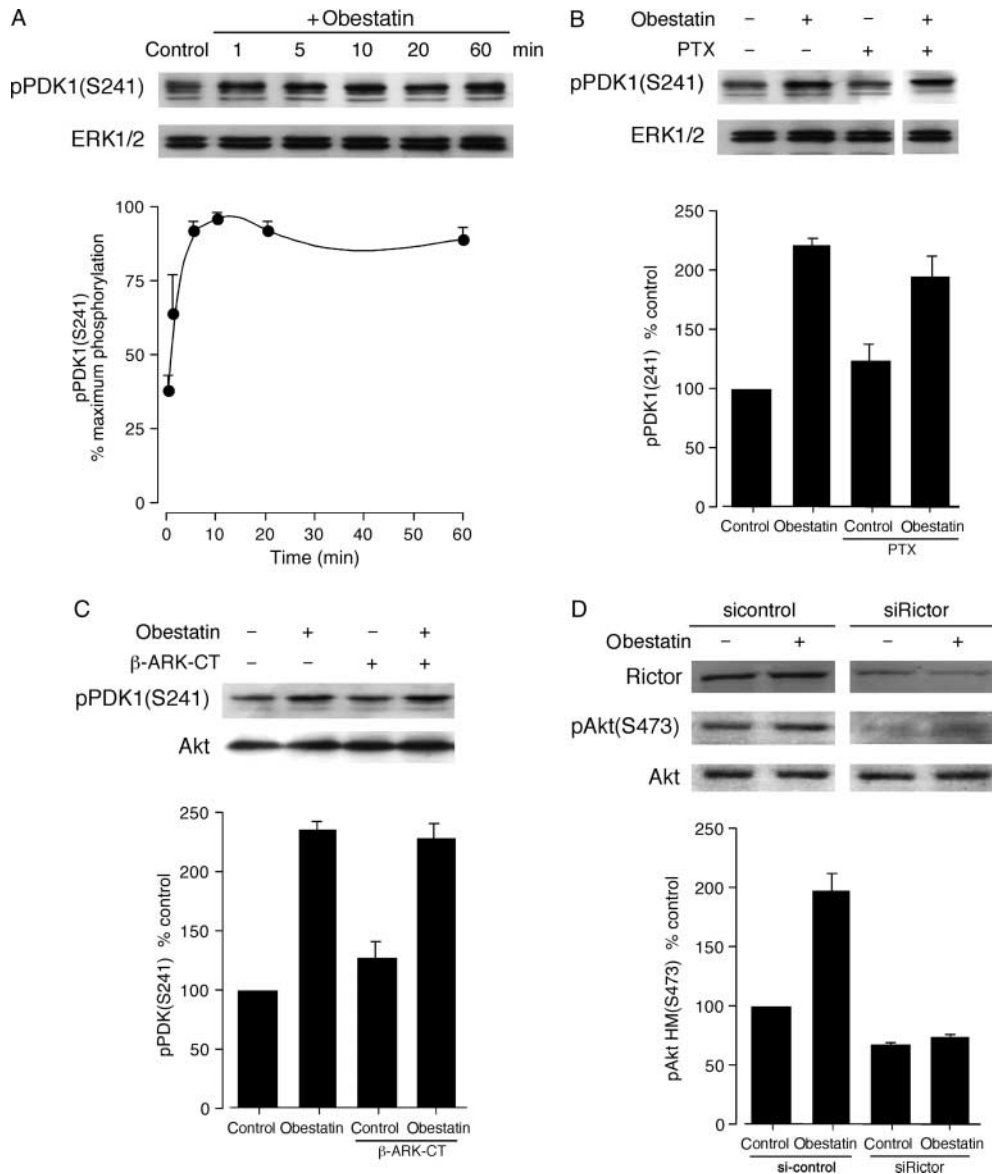 A
+Obestatin
Control 1 5 10 20 60 min
pPDK1(S241)
ERK1/2
100
75
50
25
0
pPDK1(S241)
% maximum phosphorylation
0 10 20 30 40 50 60
Time (min)
B
Obestatin – + – +
PTX – – + +
pPDK1(S241)
ERK1/2
250
200
150
100
50
0
pPDK1(241) % control
Control Obestatin Control Obestatin
PTX
C
Obestatin – + – +
β-ARK-CT – – + +
pPDK1(S241)
Akt
250
200
150
100
50
0
pPDK(S241) % control
Control Obestatin Control Obestatin
β-ARK-CT
D
sicontrol siRictor
Obestatin – + – +
Rictor
pAkt(S473)
Akt
250
200
150
100
50
0
pAkt HM(S473) % control
Control Obestatin Control Obestatin
si-control siRictor